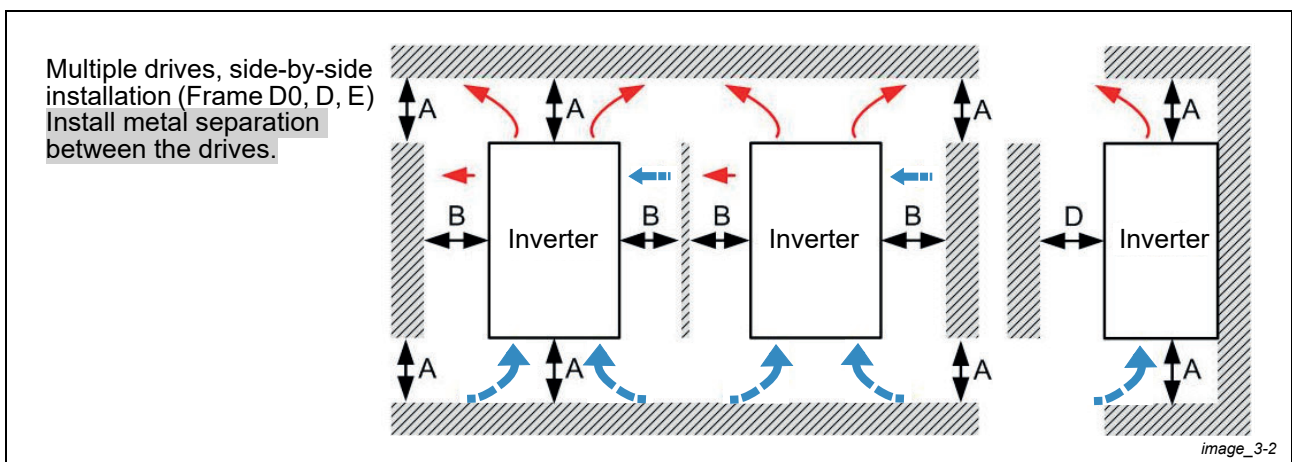 Multiple drives, side-by-side
installation (Frame D0, D, E)
Install metal separation
between the drives.
A A A A
B Inverter B B Inverter B D Inverter
A A A A
image_3-2